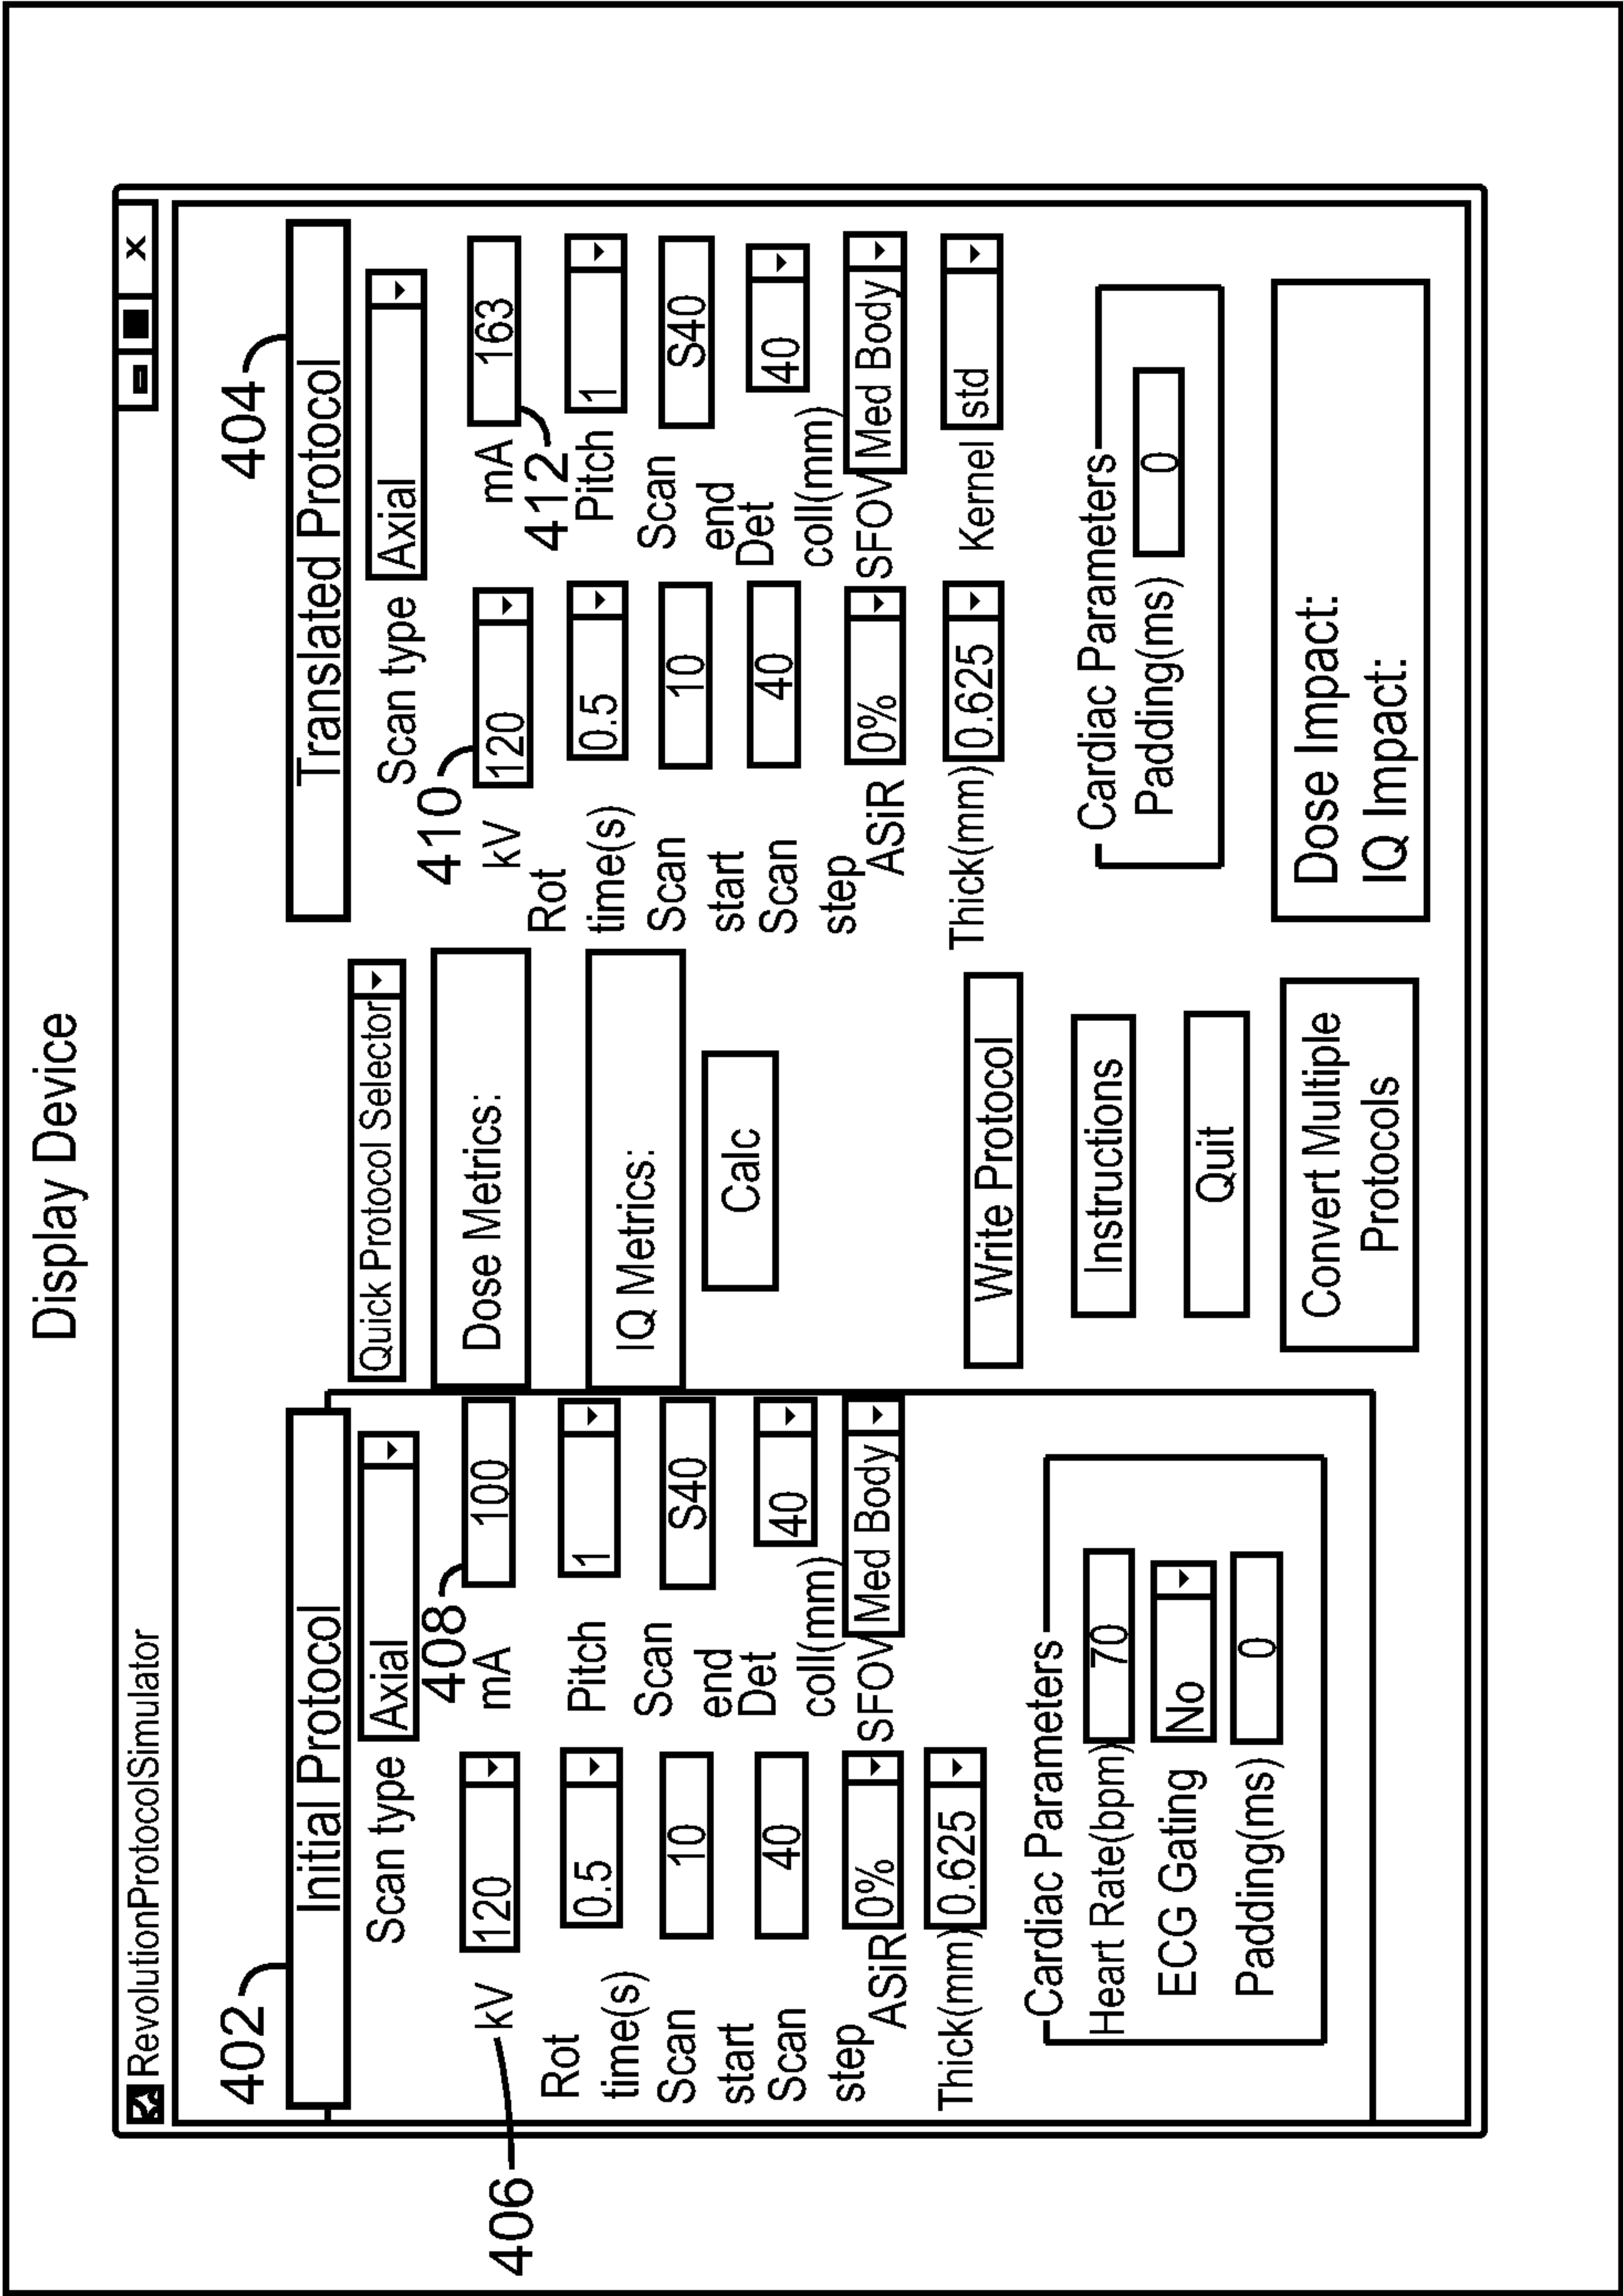 Display Device
RevolutionProtocolSimulator
X
402
Initial Protocol
Scan type Axial
406
kV 120
408
mA 100
Rot
time(s) 0.5
Pitch 1
Scan
start 10
Scan
end S40
Scan
step 40
Det
coll(mm) 40
ASiR 0%
SFOV Med Body
Thick(mm) 0.625
Cardiac Parameters
Heart Rate(bpm) 70
ECG Gating No
Padding(ms) 0
Quick Protocol Selector
Dose Metrics:
IQ Metrics:
Calc
Write Protocol
Instructions
Quit
Convert Multiple
Protocols
404
Translated Protocol
Scan type Axial
410
kV 120
mA 163
412
Rot
time(s) 0.5
Pitch 1
Scan
start 10
Scan
end S40
Scan
step 40
Det
coll(mm) 40
ASiR 0%
SFOV Med Body
Thick(mm) 0.625
Kernel std
Cardiac Parameters
Padding(ms) 0
Dose Impact:
IQ Impact: